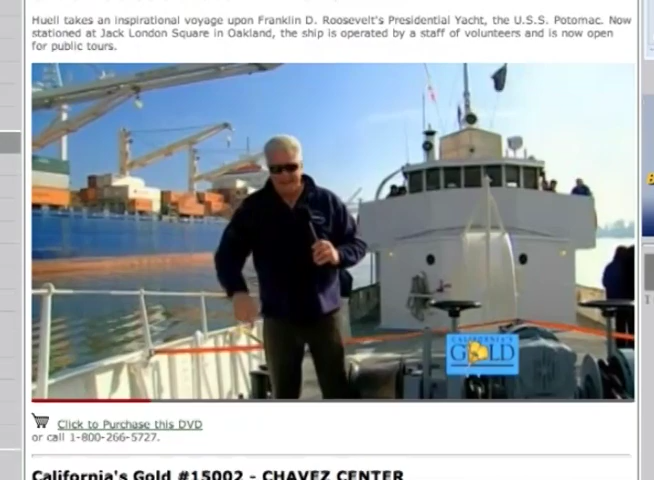 Huell takes an inspirational voyage upon Franklin D. Roosevelt's Presidential Yacht, the U.S.S. Potomac. Now
stationed at Jack London Square in Oakland, the ship is operated by a staff of volunteers and is now open
for public tours.
CALIFORNIA'S
GOLD
Click to Purchase this DVD
or call 1-800-266-5727.
California's Gold #15002 - CHAVEZ CENTER